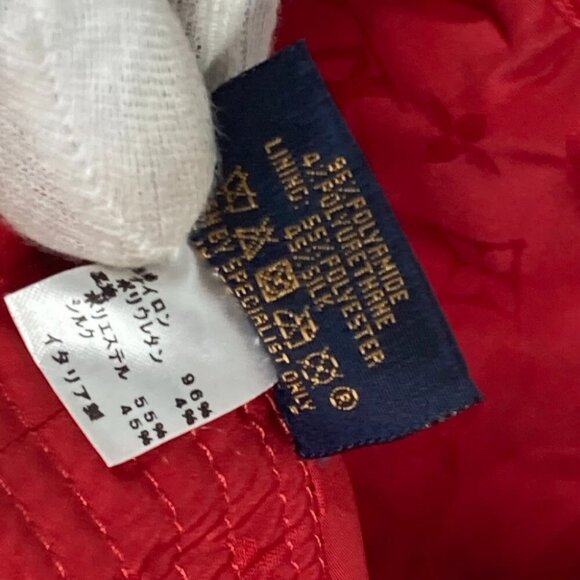 96% POLYAMIDE
4% POLYURETHANE
LINING: 55% POLYESTER
45% SILK
BY SPECIALIST ONLY
®
イロン 96%
ポリウレタン 4%
ポリエステル 55%
シルク 45%
イタリア製